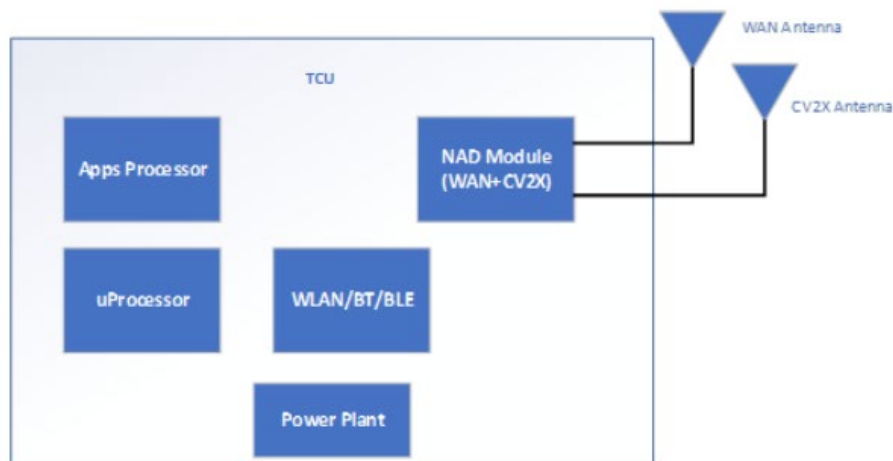 WAN Antenna
TCU
CV2X Antenna
Apps Processor
NAD Module
(WAN+CV2X)
uProcessor
WLAN/BT/BLE
Power Plant